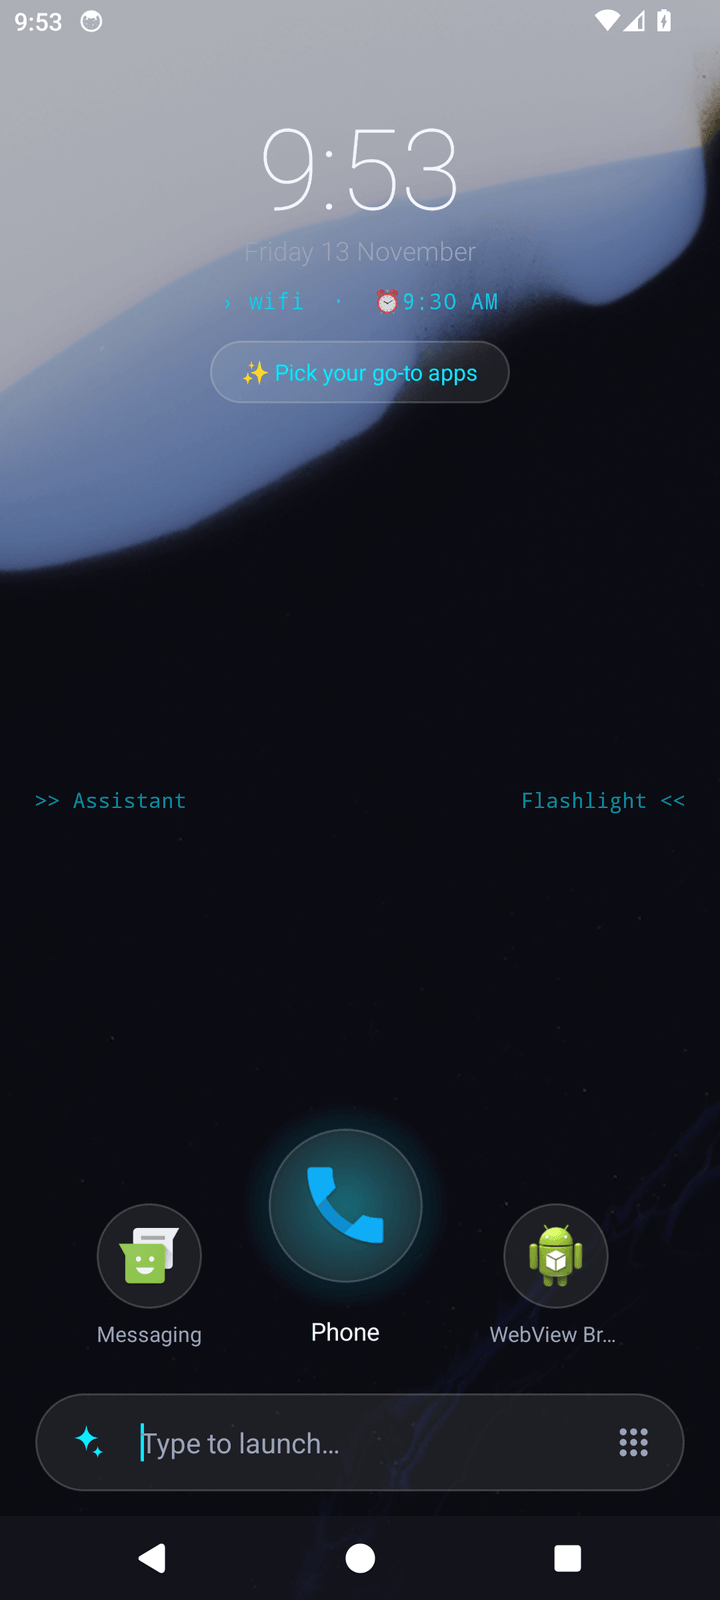 9:53
9:53
Friday 13 November
› wifi · ⏰9:30 AM
✨ Pick your go-to apps
>> Assistant
Flashlight <<
Messaging
Phone
WebView Br...
Type to launch...